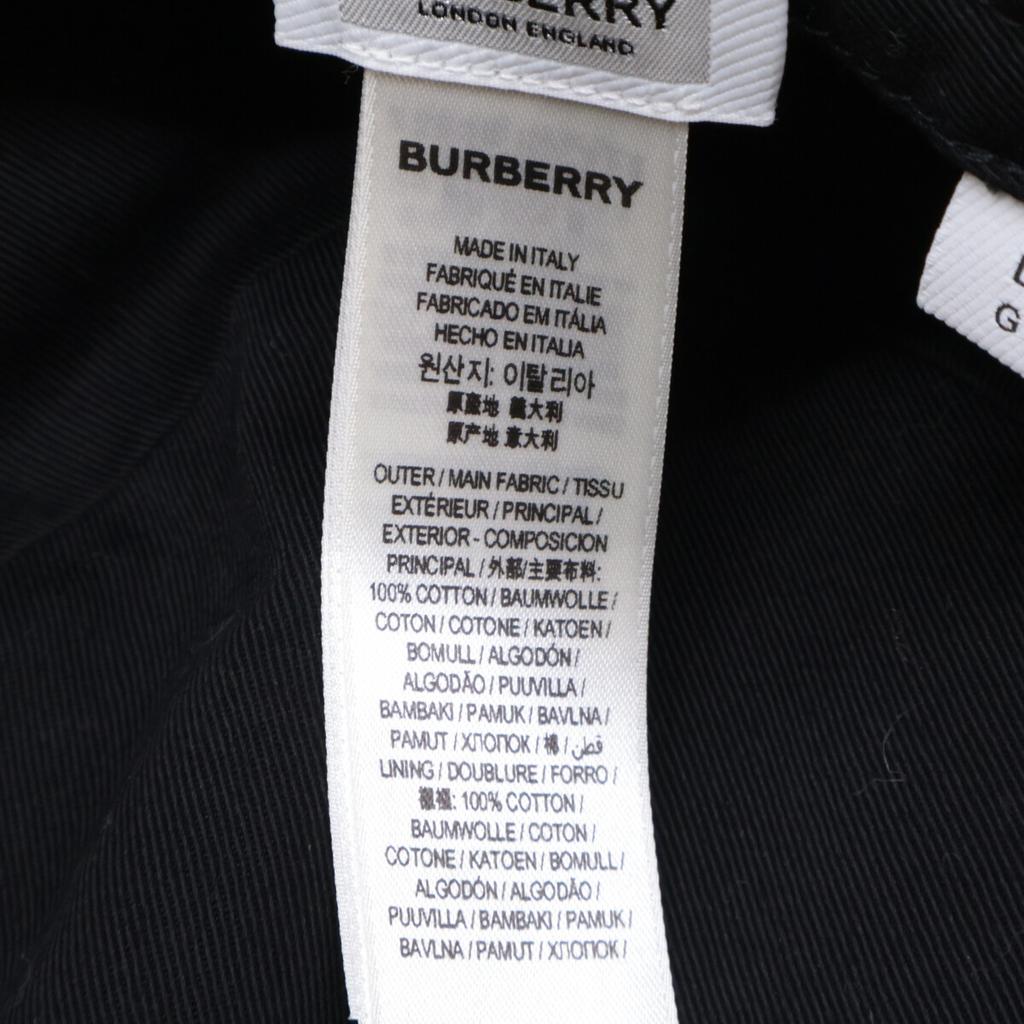 LONDON ENGLAND
BURBERRY
MADE IN ITALY
FABRIQUÉ EN ITALIE
FABRICADO EM ITÁLIA
HECHO EN ITALIA
원산지: 이탈리아
原產地 義大利
原产地 意大利
OUTER / MAIN FABRIC / TISSU
EXTÉRIEUR / PRINCIPAL /
EXTERIOR - COMPOSICION
PRINCIPAL / 外部/主要布料:
100% COTTON / BAUMWOLLE /
COTON / COTONE / KATOEN /
BOMULL / ALGODÓN /
ALGODÃO / PUUVILLA /
BAMBAKI / PAMUK / BAVLNA /
PAMUT / ХЛОПОК / 棉 / قطن
LINING / DOUBLURE / FORRO /
100% COTTON /
BAUMWOLLE / COTON /
COTONE / KATOEN / BOMULL /
ALGODÓN / ALGODÃO /
PUUVILLA / BAMBAKI / PAMUK /
BAVLNA / PAMUT / ХЛОПОК /
G